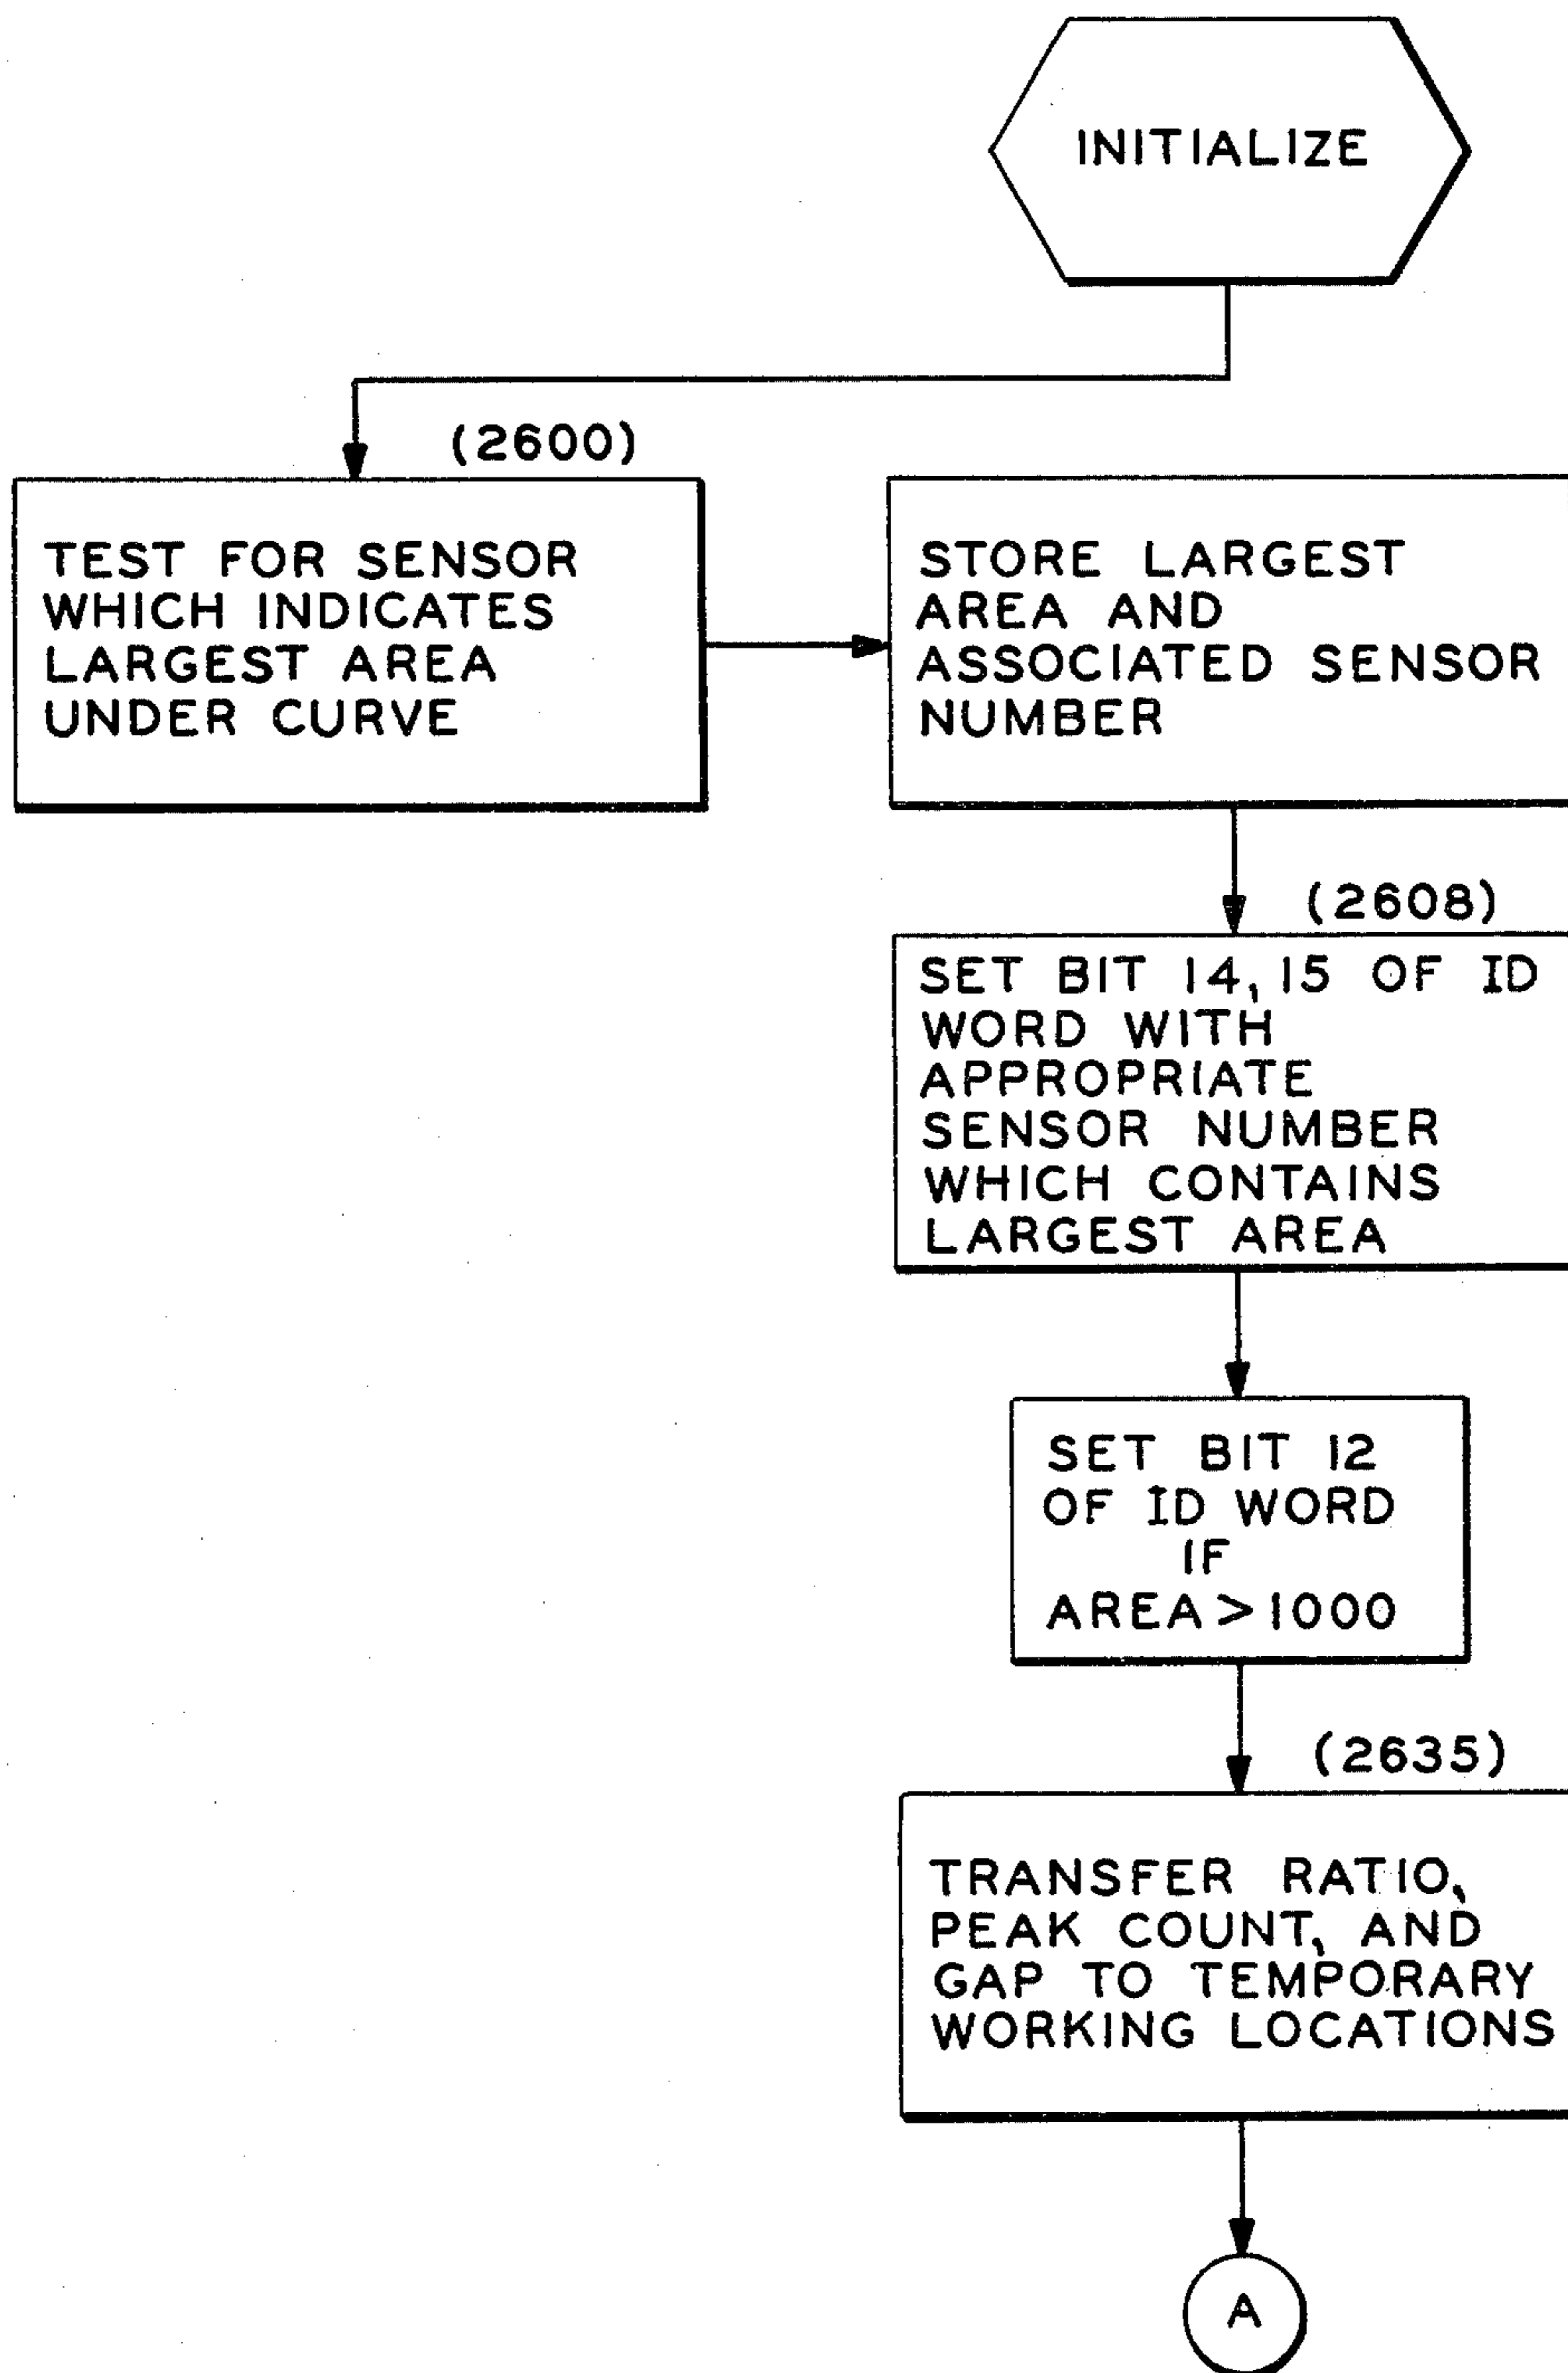 INITIALIZE
(2600)
TEST FOR SENSOR
WHICH INDICATES
LARGEST AREA
UNDER CURVE
STORE LARGEST
AREA AND
ASSOCIATED SENSOR
NUMBER
(2608)
SET BIT 14, 15 OF ID
WORD WITH
APPROPRIATE
SENSOR NUMBER
WHICH CONTAINS
LARGEST AREA
SET BIT 12
OF ID WORD
IF
AREA > 1000
(2635)
TRANSFER RATIO,
PEAK COUNT, AND
GAP TO TEMPORARY
WORKING LOCATIONS
A